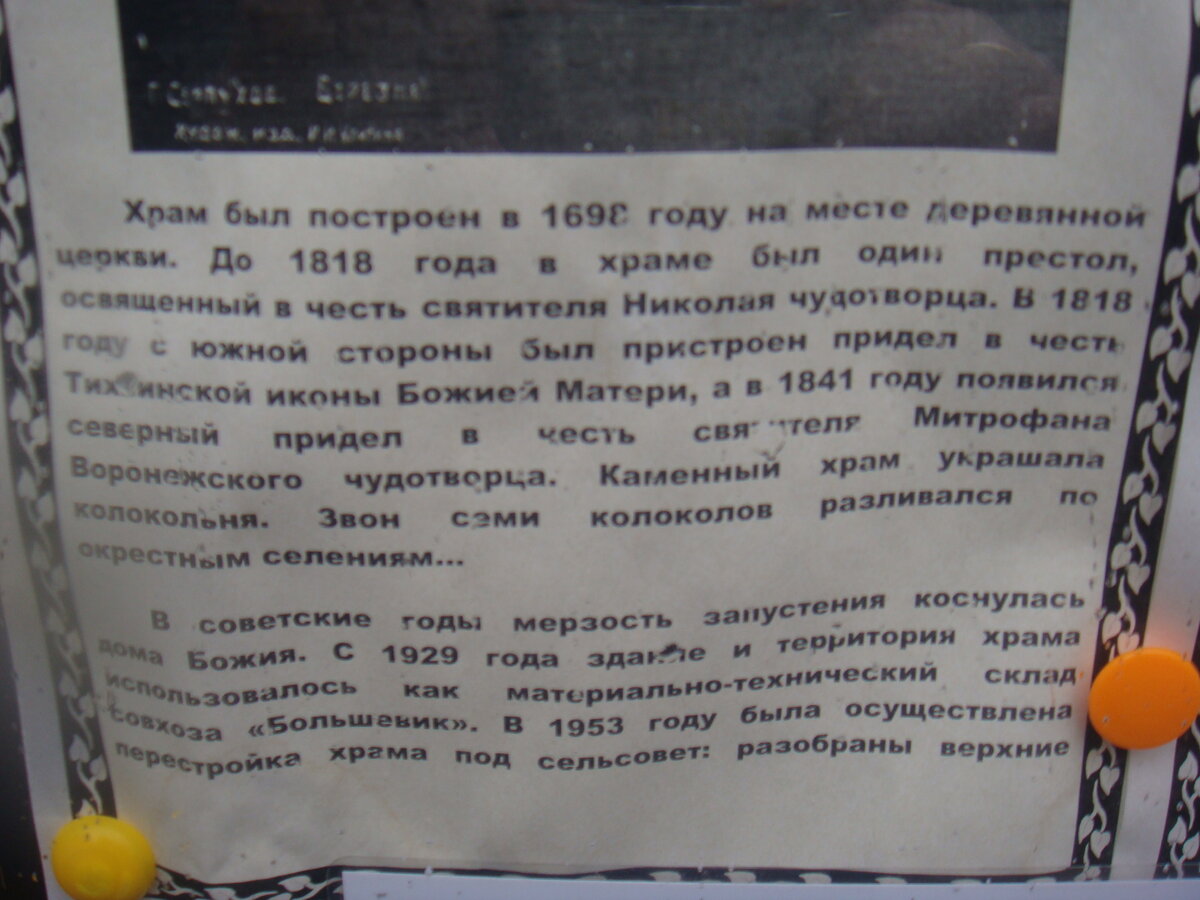 Храм был построен в 1698 году на месте деревянной
церкви. До 1818 года в храме был один престол,
освященный в честь святителя Николая чудотворца. В 1818
году с южной стороны был пристроен придел в честь
Тихвинской иконы Божией Матери, а в 1841 году появился
северный придел в честь святителя Митрофана
Воронежского чудотворца. Каменный храм украшала
колокольня. Звон семи колоколов разливался по
окрестным селениям...
В советские годы мерзость запустения коснулась
дома Божия. С 1929 года здание и территория храма
использовалось как материально-технический склад
совхоза «Большевик». В 1953 году была осуществлена
перестройка храма под сельсовет: разобраны верхние